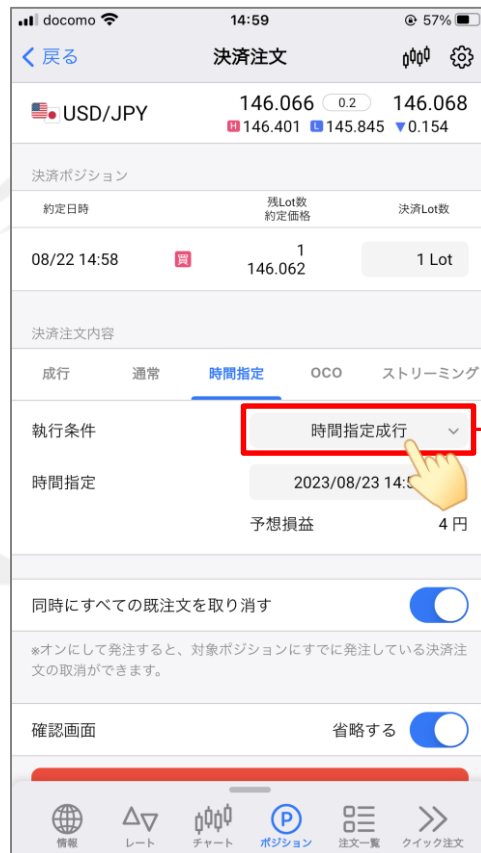 docomo 14:59 57%
戻る 決済注文
USD/JPY 146.066 0.2 146.068
H 146.401 L 145.845 ▼0.154
決済ポジション
約定日時 残Lot数 約定価格 決済Lot数
08/22 14:58 買 1 146.062 1 Lot
決済注文内容
成行 通常 時間指定 OCO ストリーミング
執行条件 時間指定成行
時間指定 2023/08/23 14:5
予想損益 4 円
同時にすべての既注文を取り消す
※オンにして発注すると、対象ポジションにすでに発注している決済注
文の取消ができます。
確認画面 省略する
情報 レート チャート P ポジション 注文一覧 クイック注文